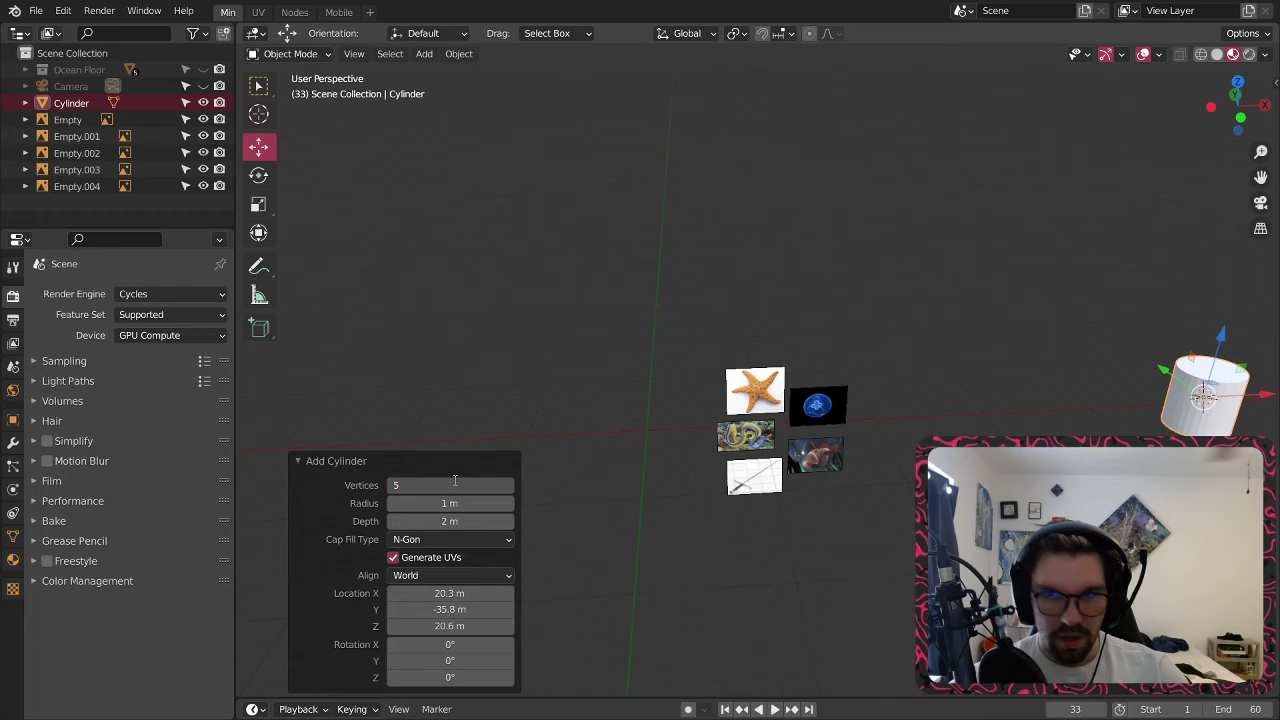 File Edit Render Window Help Min UV Nodes Mobile + Scene View Layer
Orientation: Default Drag: Select Box Global Options
Object Mode View Select Add Object
Scene Collection
Ocean Floor 5
Camera
Cylinder
Empty
Empty.001
Empty.002
Empty.003
Empty.004
User Perspective
(33) Scene Collection | Cylinder
Z
Y
X
Scene
Render Engine Cycles
Feature Set Supported
Device GPU Compute
Sampling
Light Paths
Volumes
Hair
Simplify
Motion Blur
Film
Performance
Bake
Grease Pencil
Freestyle
Color Management
Add Cylinder
Vertices 5
Radius 1 m
Depth 2 m
Cap Fill Type N-Gon
Generate UVs
Align World
Location X 20.3 m
Y -35.8 m
Z 20.6 m
Rotation X 0°
Y 0°
Z 0°
Playback Keying View Marker 33 Start 1 End 60